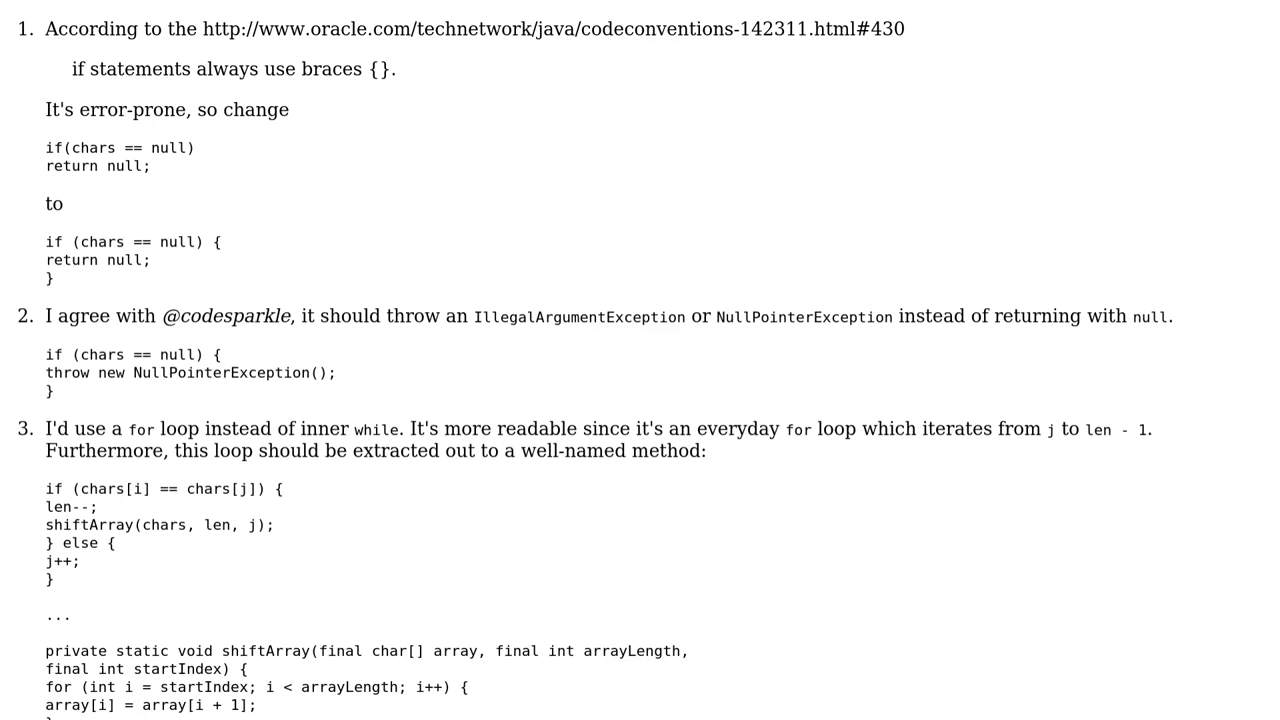 1. According to the http://www.oracle.com/technetwork/java/codeconventions-142311.html#430
if statements always use braces {}.
It's error-prone, so change
if(chars == null)
return null;
to
if (chars == null) {
return null;
}
2. I agree with @codesparkle, it should throw an IllegalArgumentException or NullPointerException instead of returning with null.
if (chars == null) {
throw new NullPointerException();
}
3. I'd use a for loop instead of inner while. It's more readable since it's an everyday for loop which iterates from j to len - 1.
Furthermore, this loop should be extracted out to a well-named method:
if (chars[i] == chars[j]) {
len--;
shiftArray(chars, len, j);
} else {
j++;
}
...
private static void shiftArray(final char[] array, final int arrayLength,
final int startIndex) {
for (int i = startIndex; i < arrayLength; i++) {
array[i] = array[i + 1];